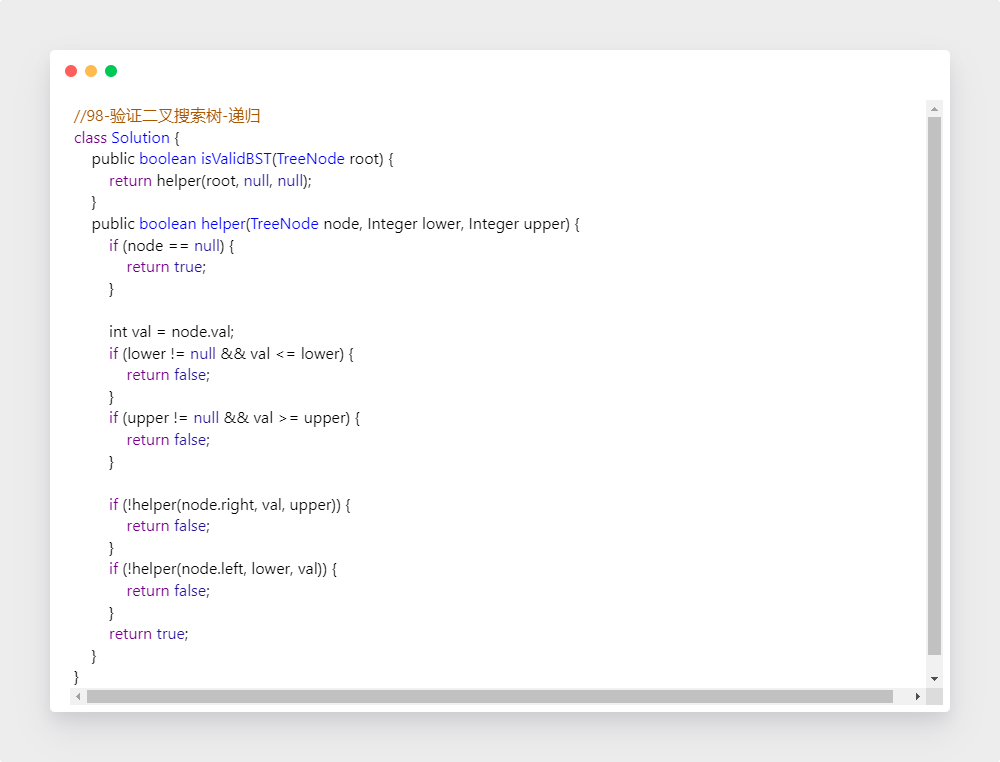 //98-验证二叉搜索树-递归
class Solution {
public boolean isValidBST(TreeNode root) {
return helper(root, null, null);
}
public boolean helper(TreeNode node, Integer lower, Integer upper) {
if (node == null) {
return true;
}
int val = node.val;
if (lower != null && val <= lower) {
return false;
}
if (upper != null && val >= upper) {
return false;
}
if (!helper(node.right, val, upper)) {
return false;
}
if (!helper(node.left, lower, val)) {
return false;
}
return true;
}
}